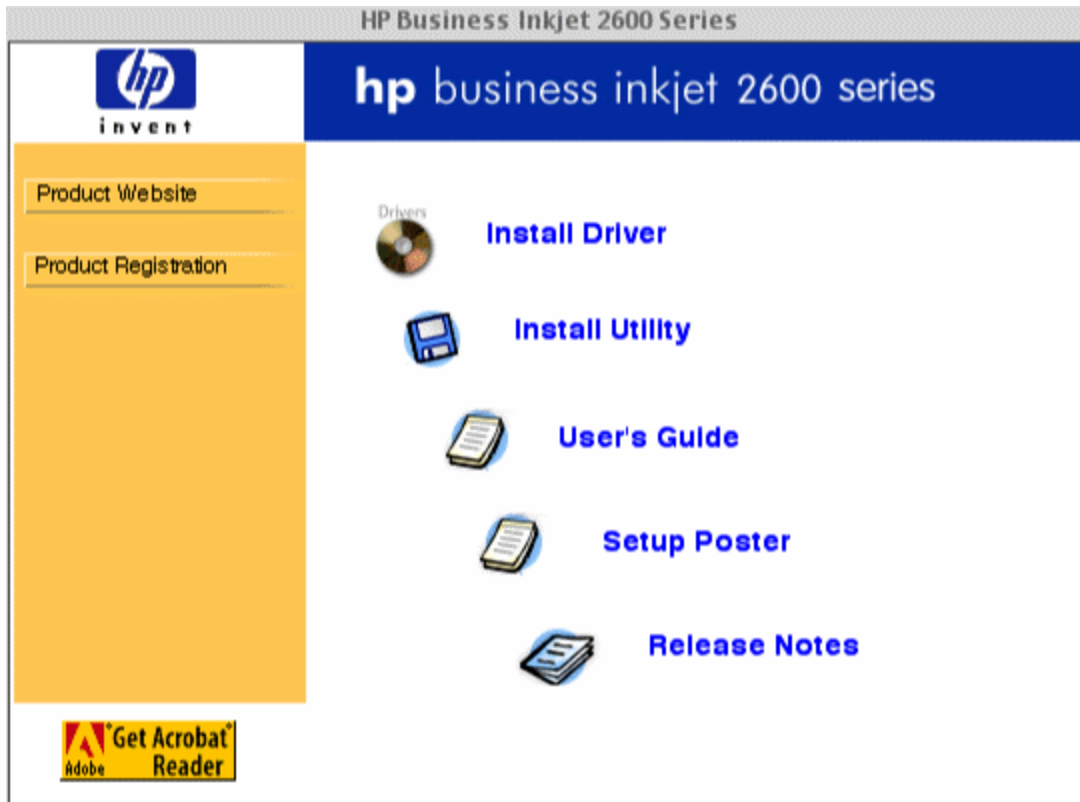 HP Business Inkjet 2600 Series
hp
invent
hp business inkjet 2600 series
Product Website
Product Registration
Drivers
Install Driver
Install Utility
User's Guide
Setup Poster
Release Notes
Get Acrobat
Adobe Reader